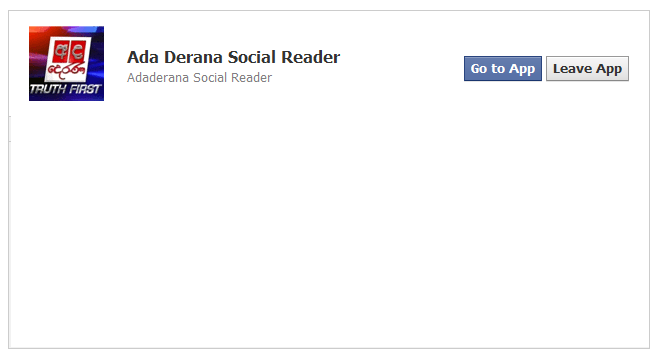 අද
දෙරණ
TRUTH FIRST
Ada Derana Social Reader
Adaderana Social Reader
Go to App
Leave App